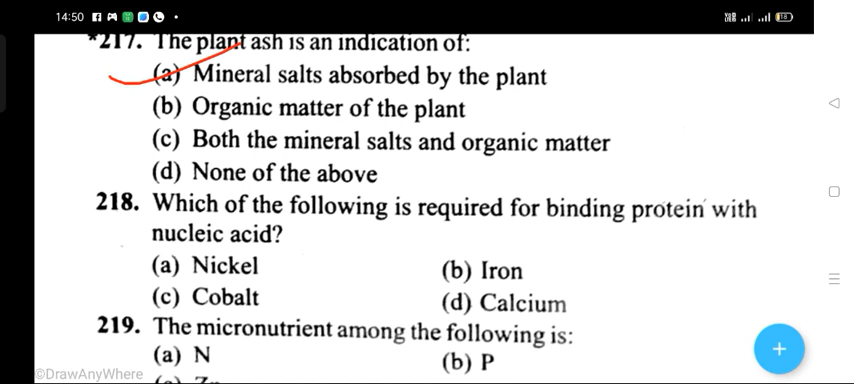 14:50
*217. The plant ash is an indication of:
(a) Mineral salts absorbed by the plant
(b) Organic matter of the plant
(c) Both the mineral salts and organic matter
(d) None of the above
218. Which of the following is required for binding protein with
nucleic acid?
(a) Nickel (b) Iron
(c) Cobalt (d) Calcium
219. The micronutrient among the following is:
(a) N (b) P
©DrawAnyWhere